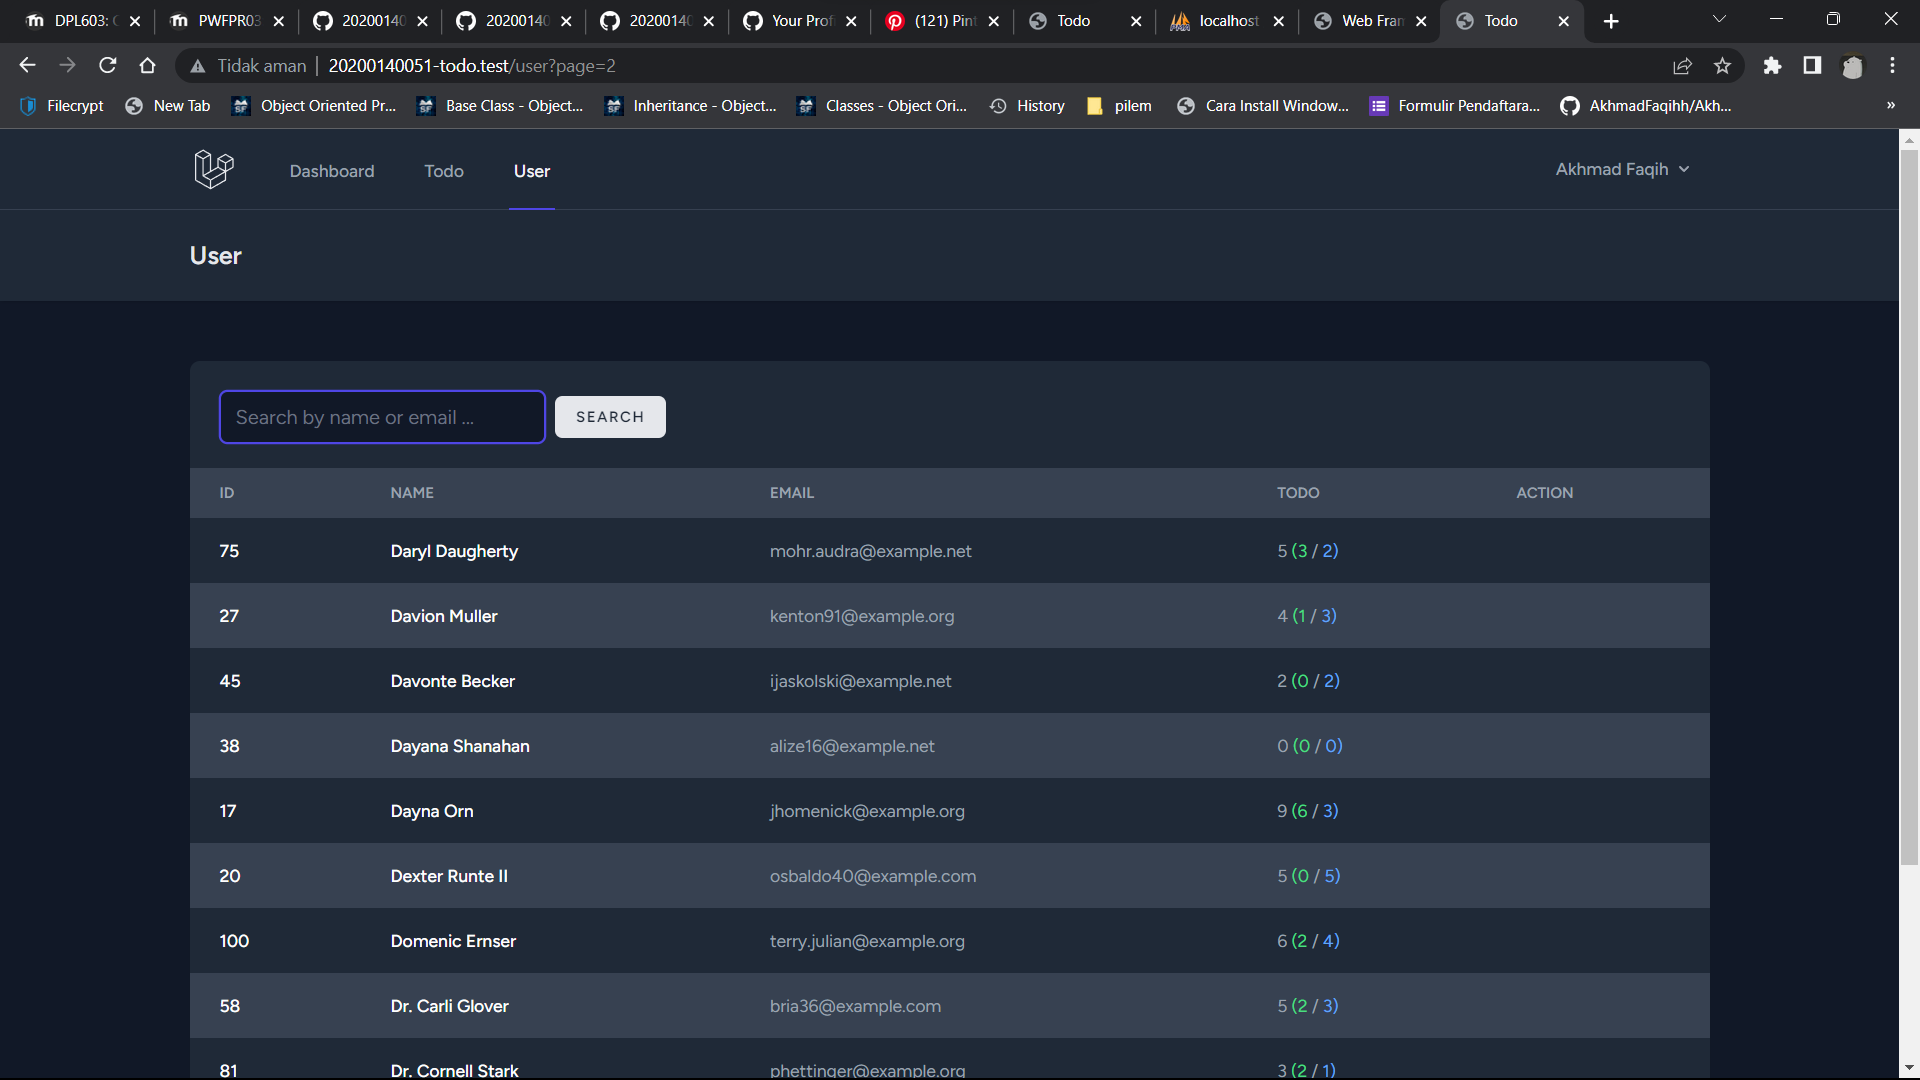 DPL603: C PWFPR03 20200140 20200140 20200140 Your Prof (121) Pint Todo localhost Web Fram Todo
Tidak aman 20200140051-todo.test/user?page=2
Filecrypt New Tab Object Oriented Pr... Base Class - Object... Inheritance - Object... Classes - Object Ori... History pilem Cara Install Window... Formulir Pendaftara... AkhmadFaqihh/Akh... »
Dashboard Todo User Akhmad Faqih
User
Search by name or email ... SEARCH
ID NAME EMAIL TODO ACTION
75 Daryl Daugherty mohr.audra@example.net 5 (3 / 2)
27 Davion Muller kenton91@example.org 4 (1 / 3)
45 Davonte Becker ijaskolski@example.net 2 (0 / 2)
38 Dayana Shanahan alize16@example.net 0 (0 / 0)
17 Dayna Orn jhomenick@example.org 9 (6 / 3)
20 Dexter Runte II osbaldo40@example.com 5 (0 / 5)
100 Domenic Ernser terry.julian@example.org 6 (2 / 4)
58 Dr. Carli Glover bria36@example.com 5 (2 / 3)
81 Dr. Cornell Stark phettinger@example.org 3 (2 / 1)